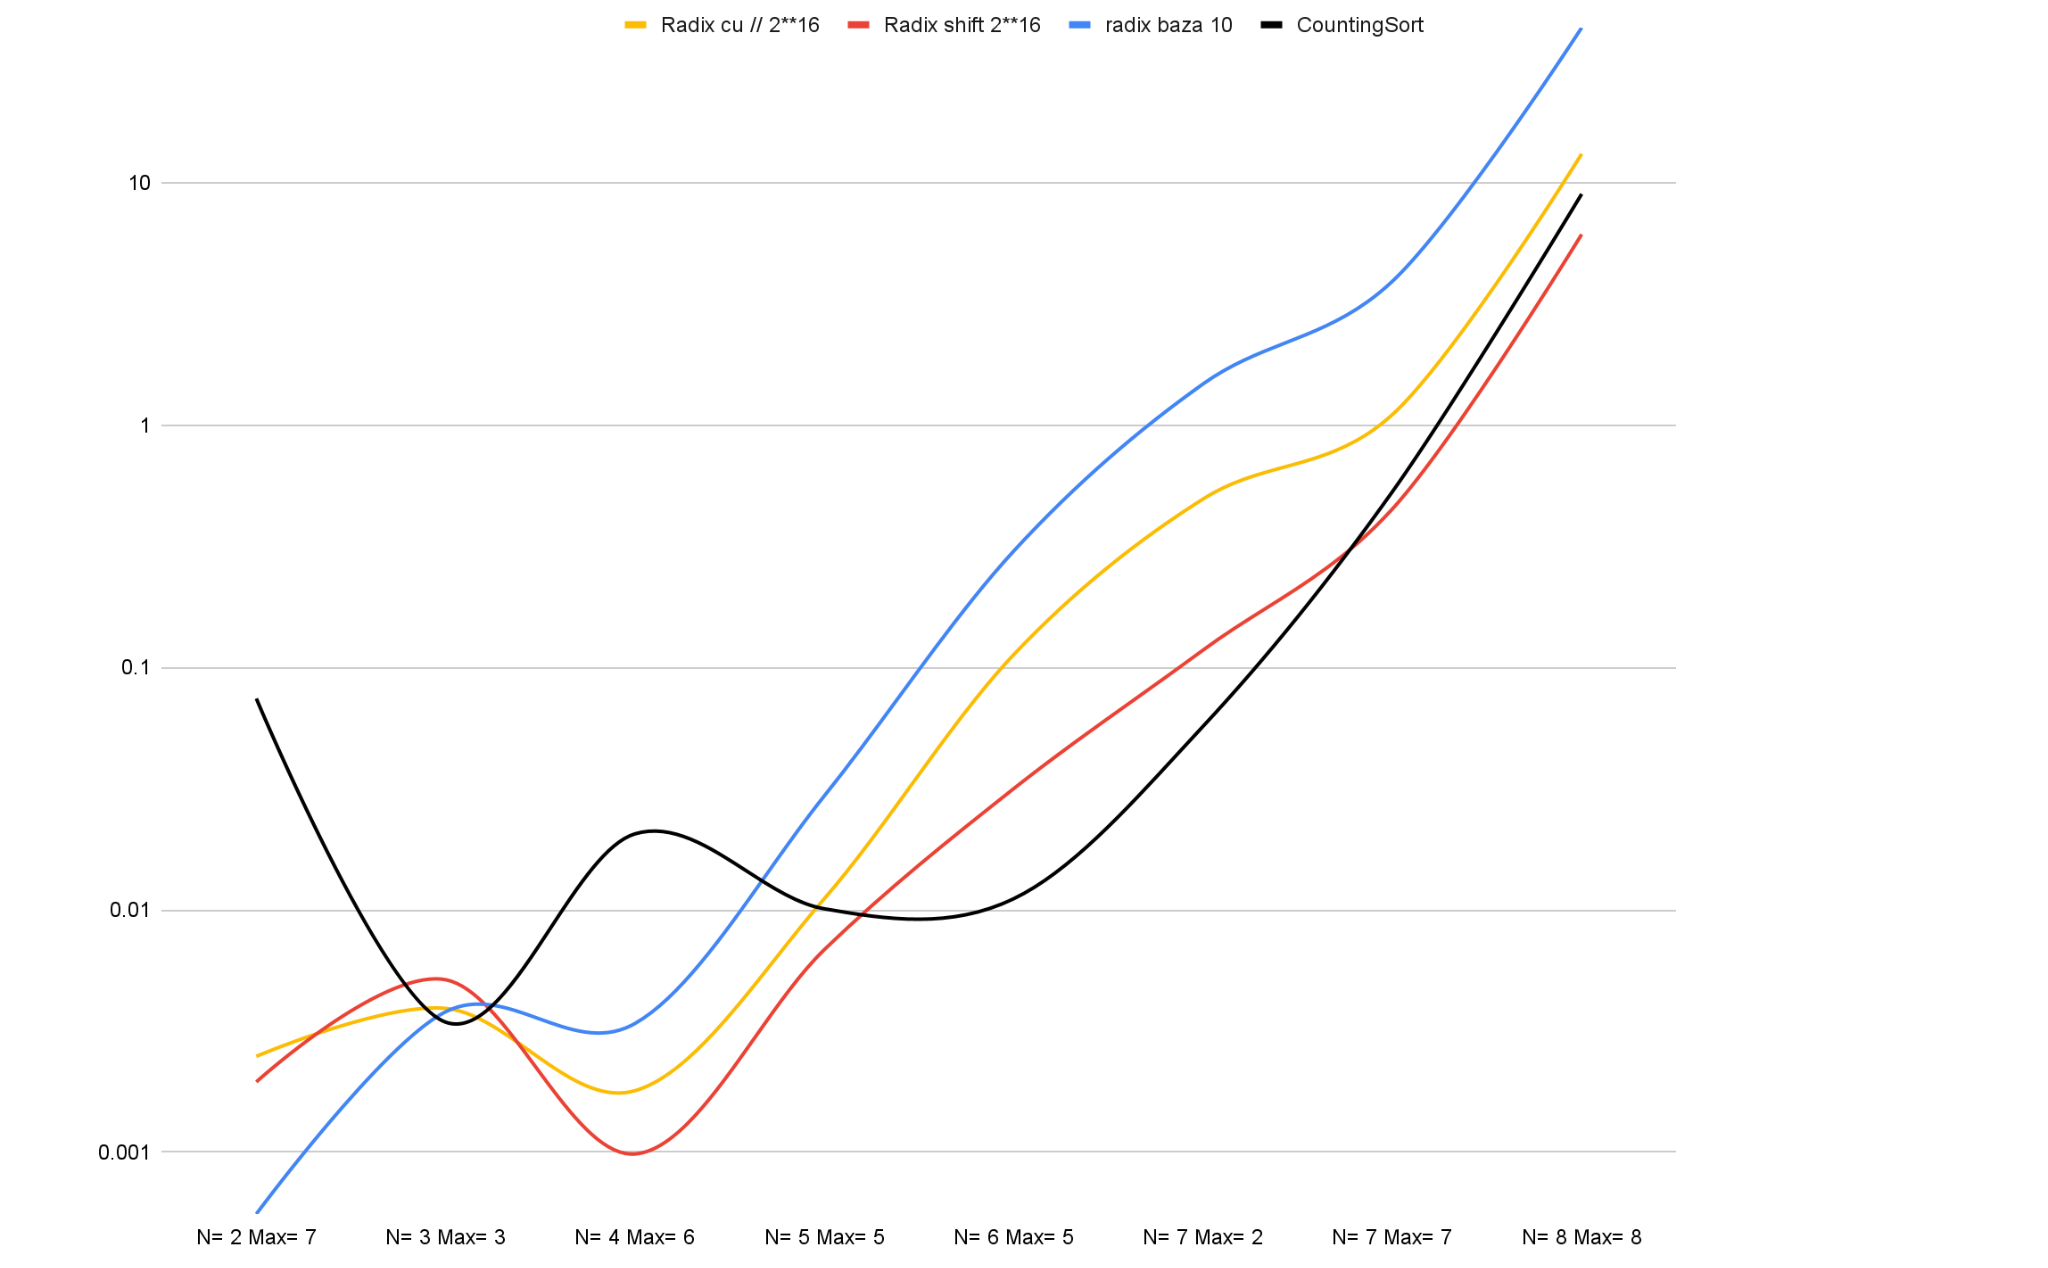 Radix cu // 2**16 Radix shift 2**16 radix baza 10 CountingSort
10
1
0.1
0.01
0.001
N= 2 Max= 7 N= 3 Max= 3 N= 4 Max= 6 N= 5 Max= 5 N= 6 Max= 5 N= 7 Max= 2 N= 7 Max= 7 N= 8 Max= 8